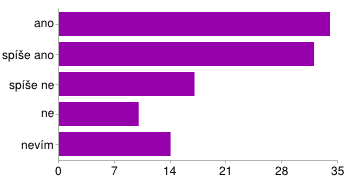 ano
spíše ano
spíše ne
ne
nevím
0 7 14 21 28 35